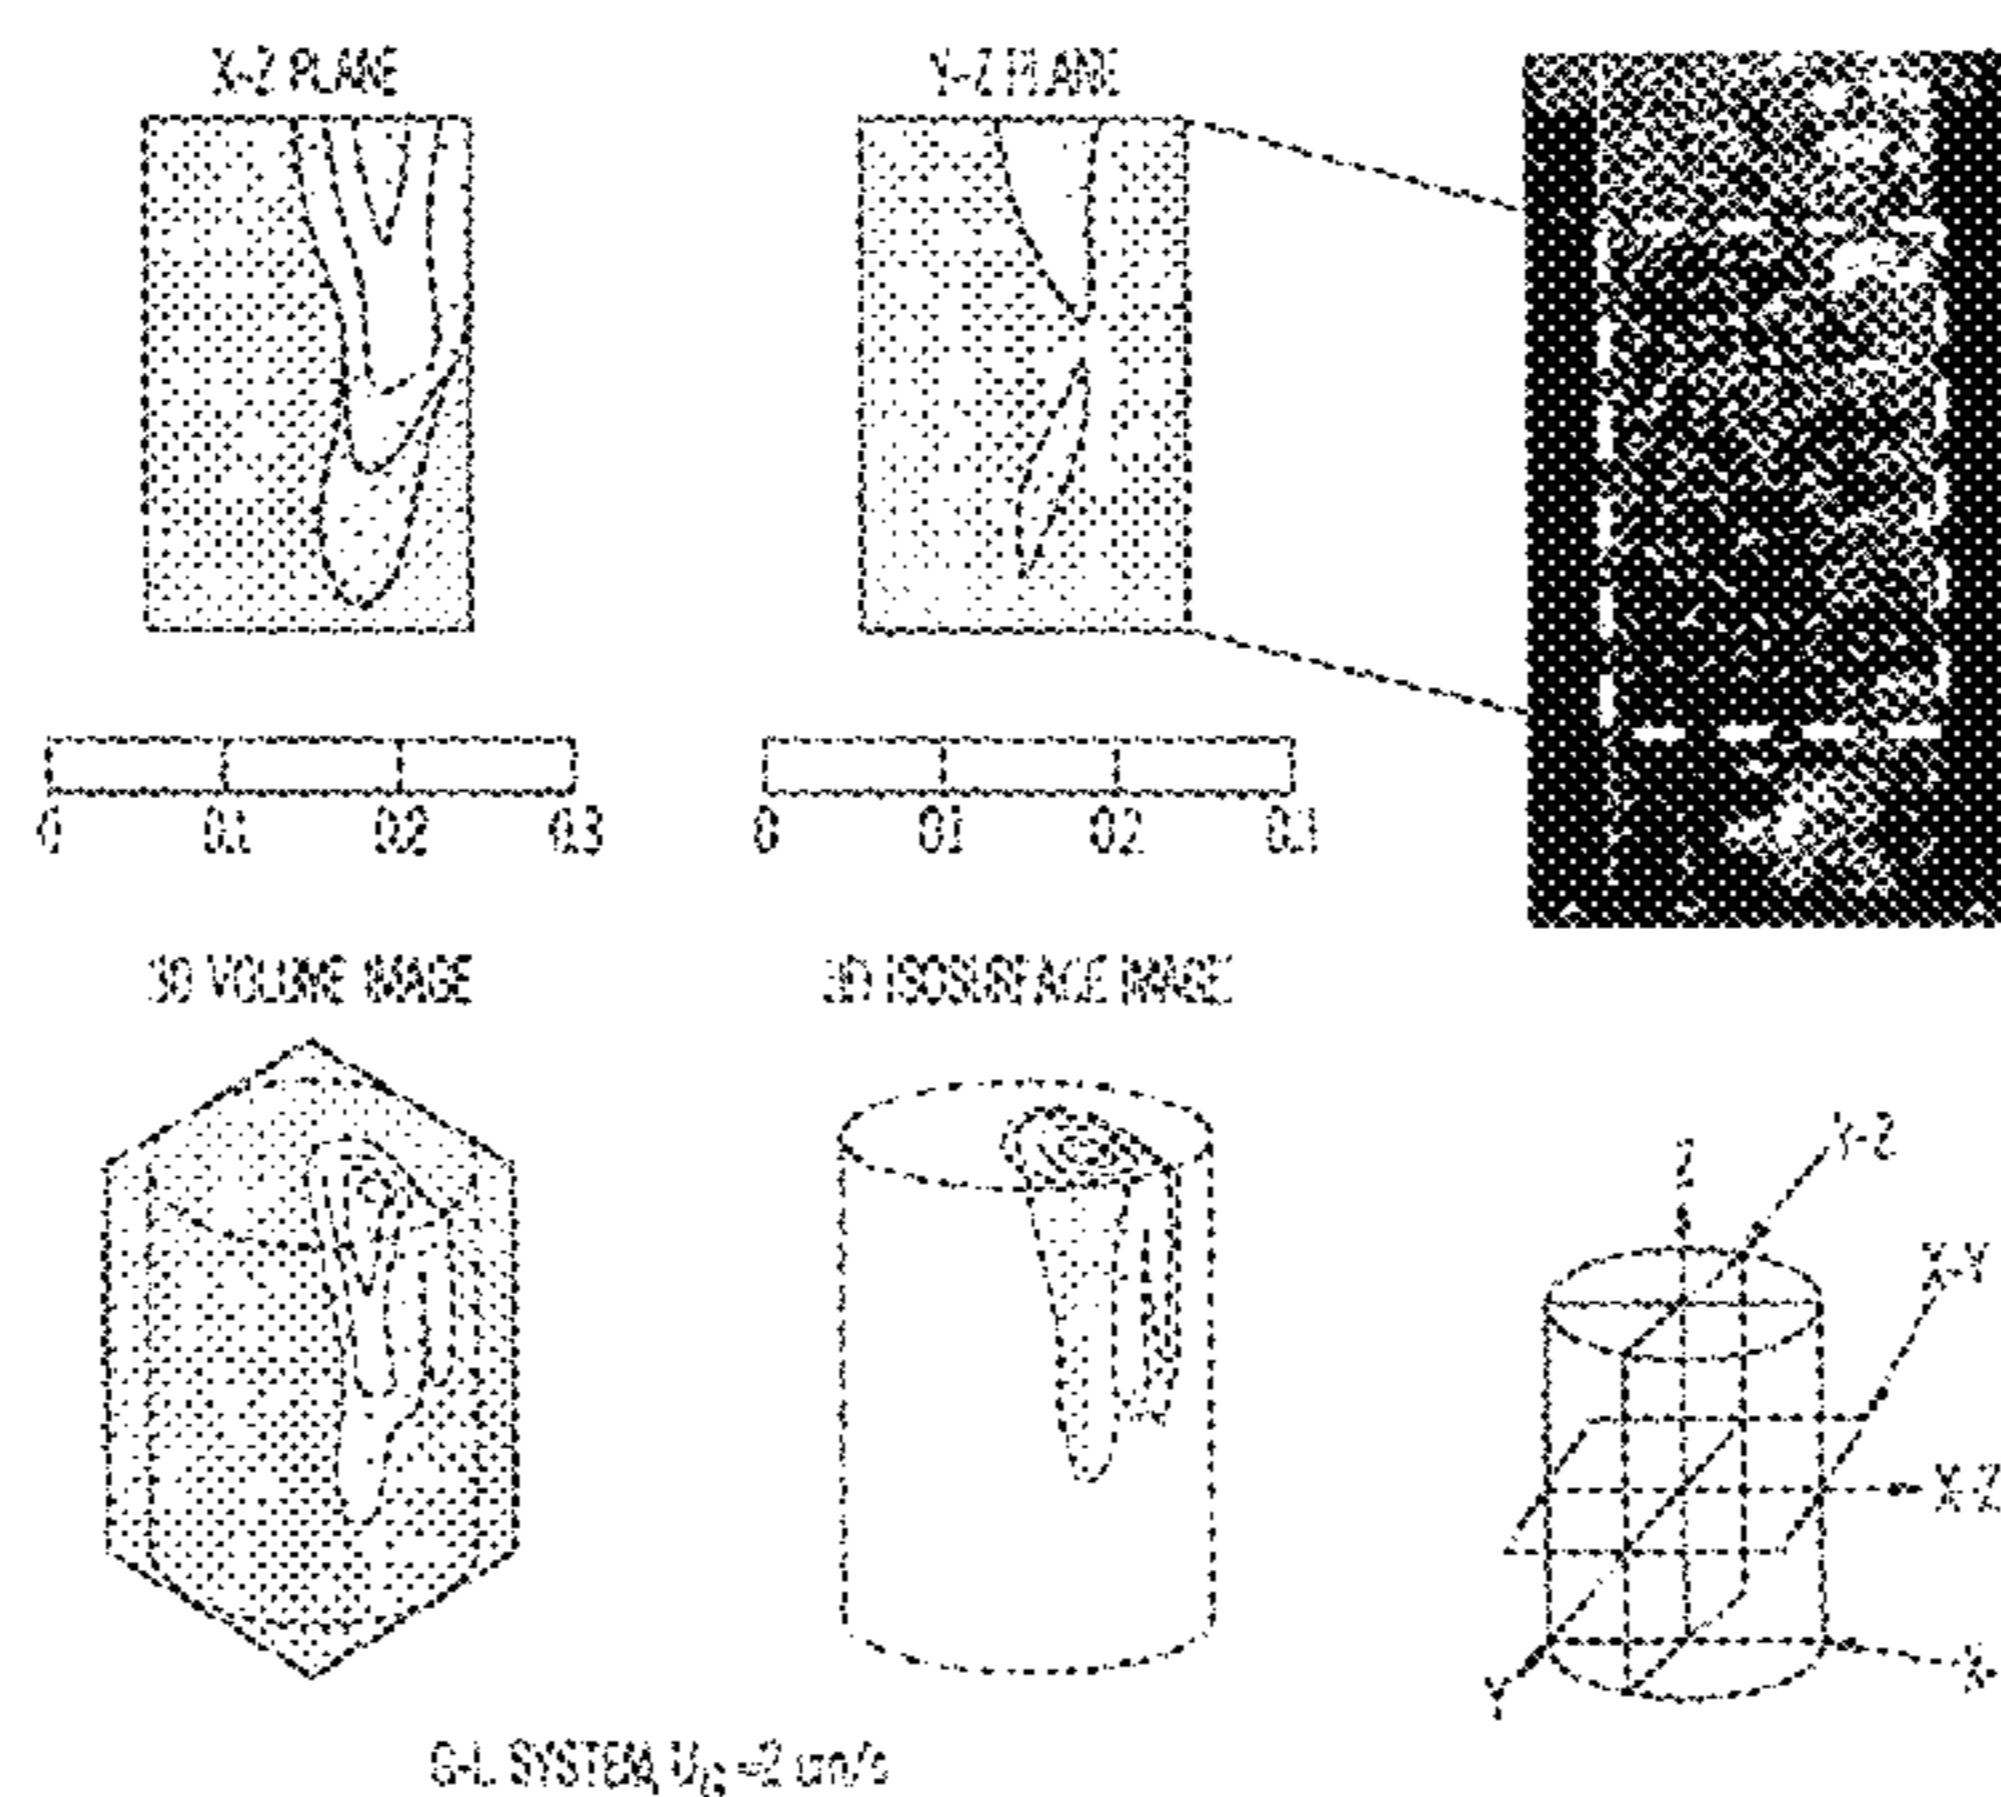 X-Z PLANE
Y-Z PLANE
0 0.1 0.2 0.3
0 0.1 0.2
3D VOLUME IMAGE
3D ISOSURFACE IMAGE
Z
Y-Z
X-Y
X-Z
Y
X
G-L SYSTEM, UG =2 cm/s